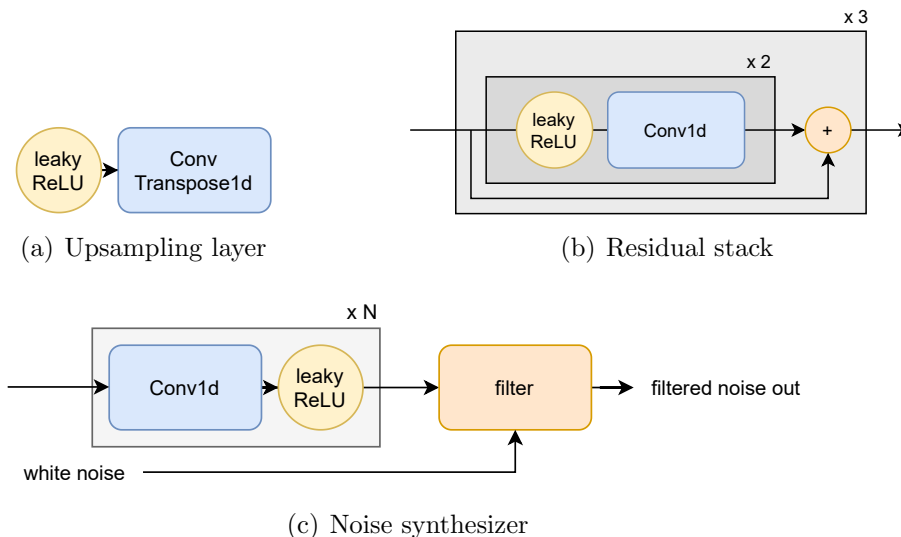 leaky
ReLU
Conv
Transpose1d
(a) Upsampling layer
x 3
x 2
leaky
ReLU
Conv1d
+
(b) Residual stack
x N
Conv1d
leaky
ReLU
filter
filtered noise out
white noise
(c) Noise synthesizer